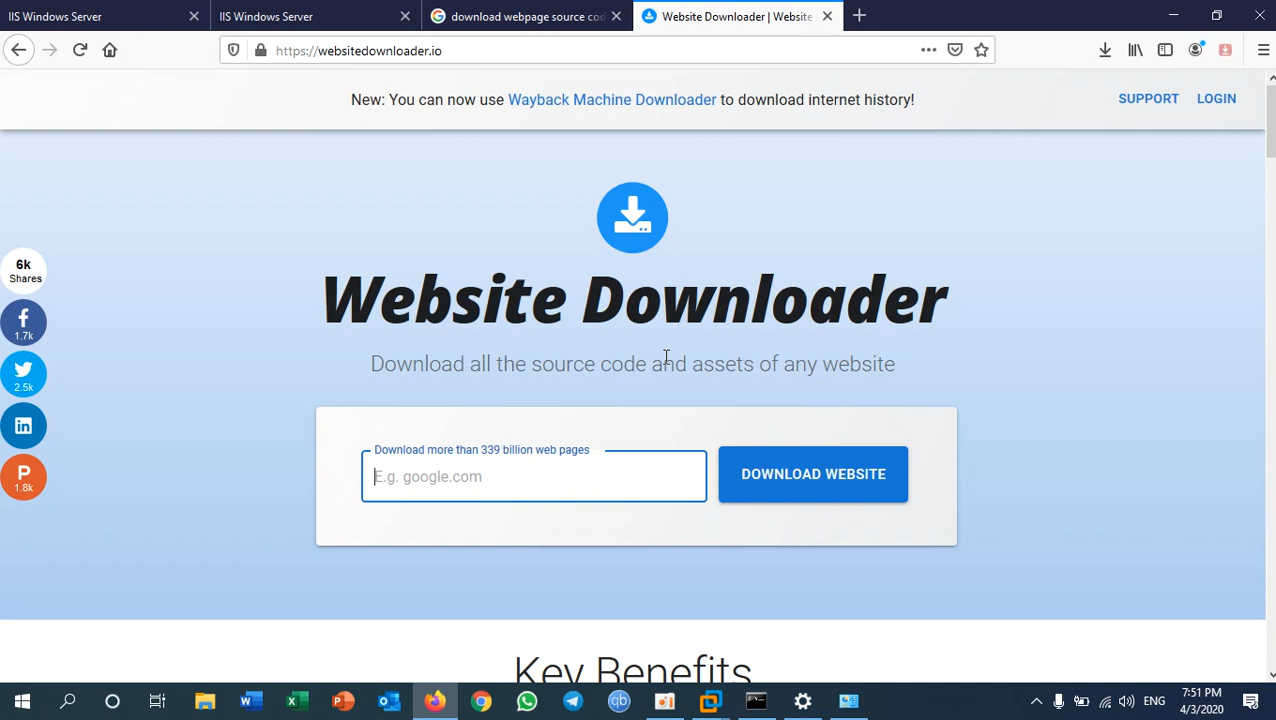 IIS Windows Server
IIS Windows Server
download webpage source cod
Website Downloader | Website
https://websitedownloader.io
New: You can now use Wayback Machine Downloader to download internet history!
SUPPORT
LOGIN
6k
Shares
1.7k
2.5k
1.8k
Website Downloader
Download all the source code and assets of any website
Download more than 339 billion web pages
E.g. google.com
DOWNLOAD WEBSITE
Key Benefits
ENG
7:51 PM
4/3/2020